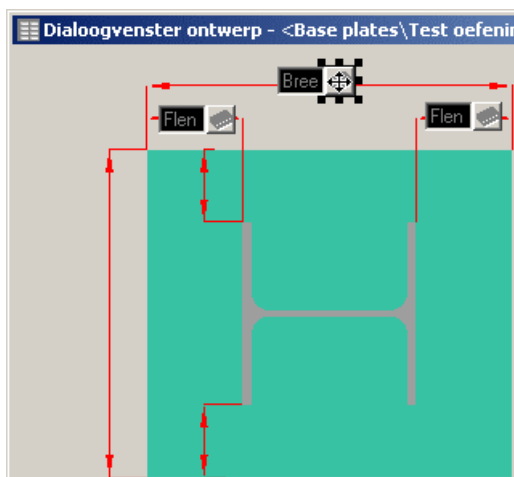 Dialoogvenster ontwerp - <Base plates\Test oefenin
Bree
Flen
Flen